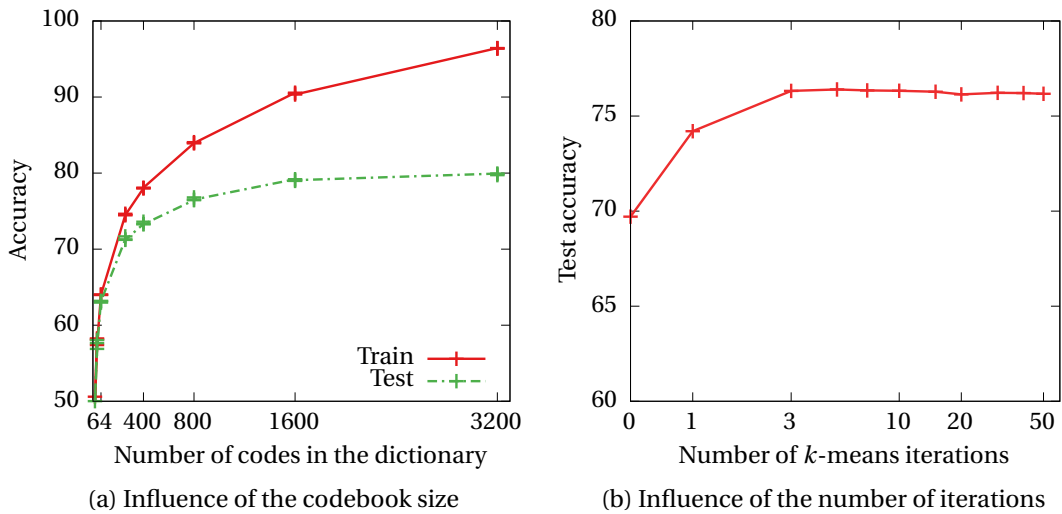 100
90
80
70
60
50
Accuracy
Train
Test
64 400 800 1600 3200
Number of codes in the dictionary
(a) Influence of the codebook size
80
75
70
65
60
Test accuracy
0 1 3 10 20 50
Number of k-means iterations
(b) Influence of the number of iterations